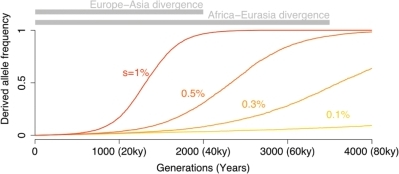 Europe−Asia divergence
Africa−Eurasia divergence
Derived allele frequency
1
0.5
0
s=1%
0.5%
0.3%
0.1%
0 1000 (20ky) 2000 (40ky) 3000 (60ky) 4000 (80ky)
Generations (Years)